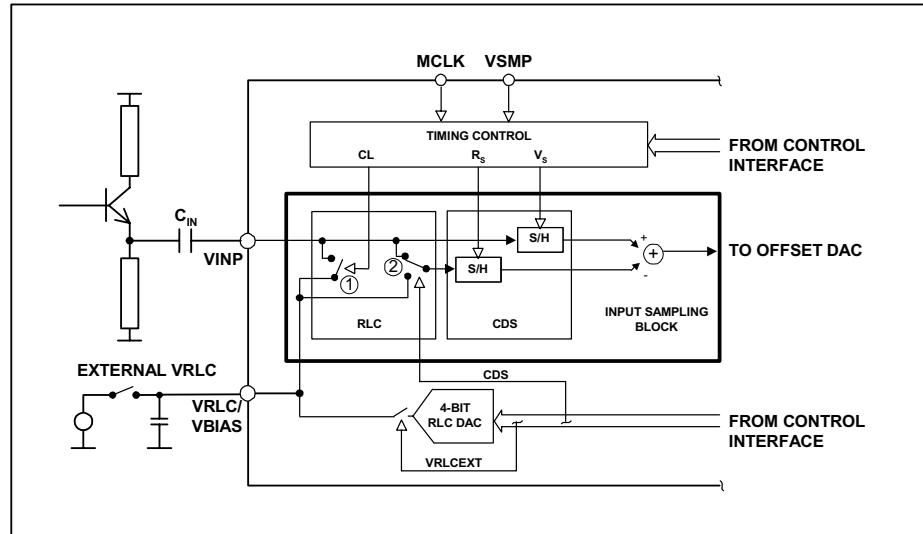 MCLK VSMP
TIMING CONTROL
CL RS VS
FROM CONTROL
INTERFACE
CIN
VINP
S/H
+
TO OFFSET DAC
+
2
S/H
1
-
INPUT SAMPLING
BLOCK
RLC
CDS
EXTERNAL VRLC
CDS
VRLC/
VBIAS
4-BIT
RLC DAC
FROM CONTROL
INTERFACE
VRLCEXT